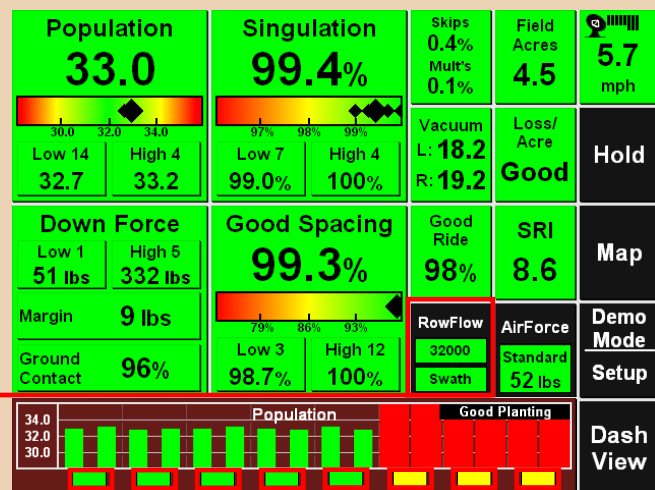 Population
33.0
30.0 32.0 34.0
Low 14
32.7
High 4
33.2
Singulation
99.4%
97% 98% 99%
Low 7
99.0%
High 4
100%
Skips
0.4%
Mult's
0.1%
Field
Acres
4.5
5.7
mph
Vacuum
L: 18.2
R: 19.2
Loss/
Acre
Good
Hold
Down Force
Low 1
51 lbs
High 5
332 lbs
Margin 9 lbs
Ground
Contact 96%
Good Spacing
99.3%
79% 86% 93%
Low 3
98.7%
High 12
100%
Good
Ride
98%
SRI
8.6
Map
RowFlow
32000
Swath
AirForce
Standard
52 lbs
Demo
Mode
Setup
Population
Good Planting
34.0
32.0
30.0
Dash
View